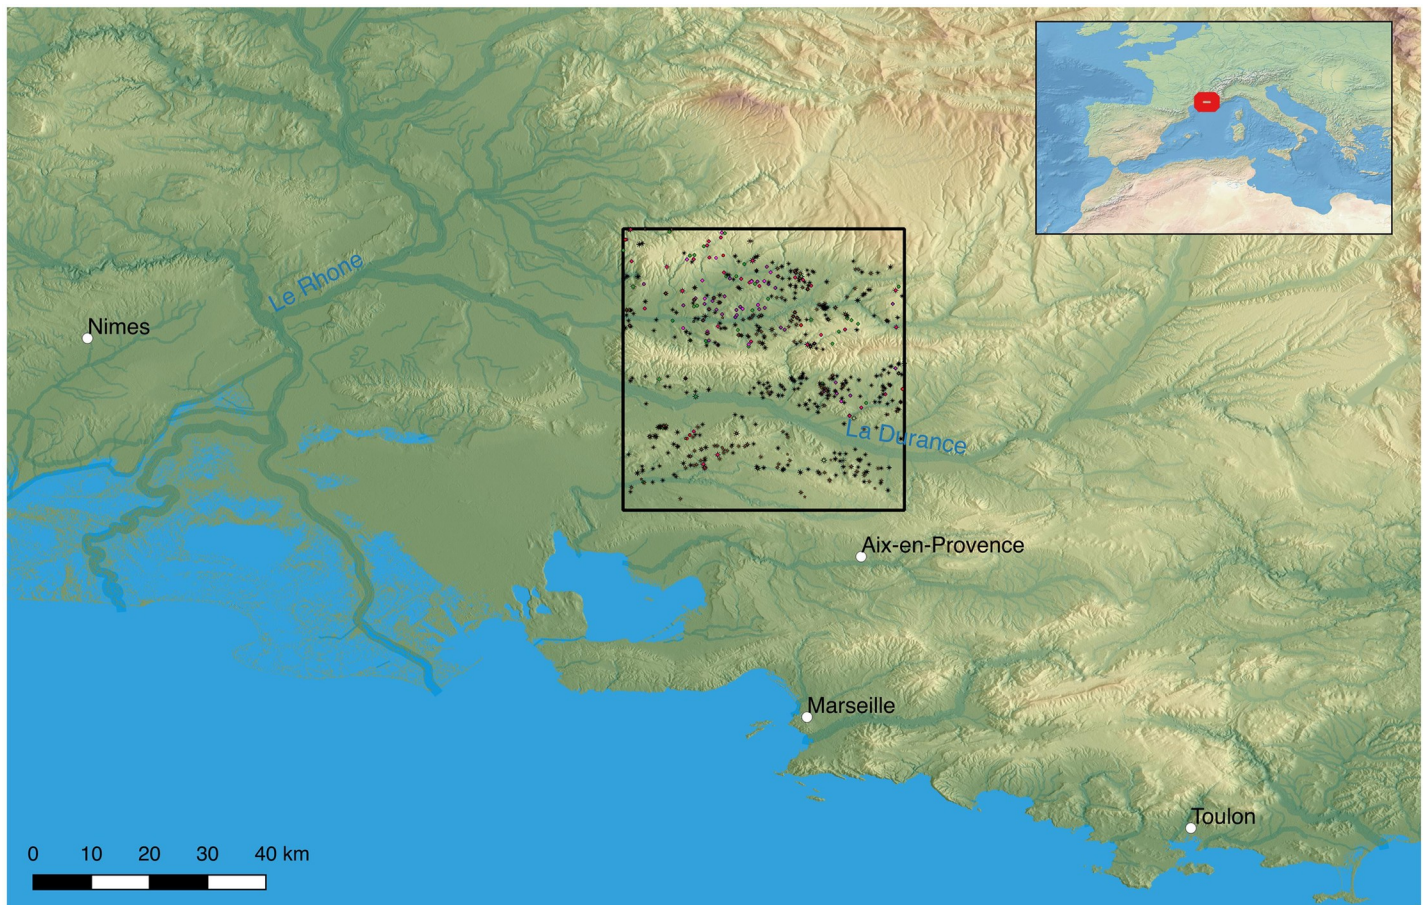 Le Rhone
Nimes
La Durance
Aix-en-Provence
Marseille
Toulon
0 10 20 30 40 km